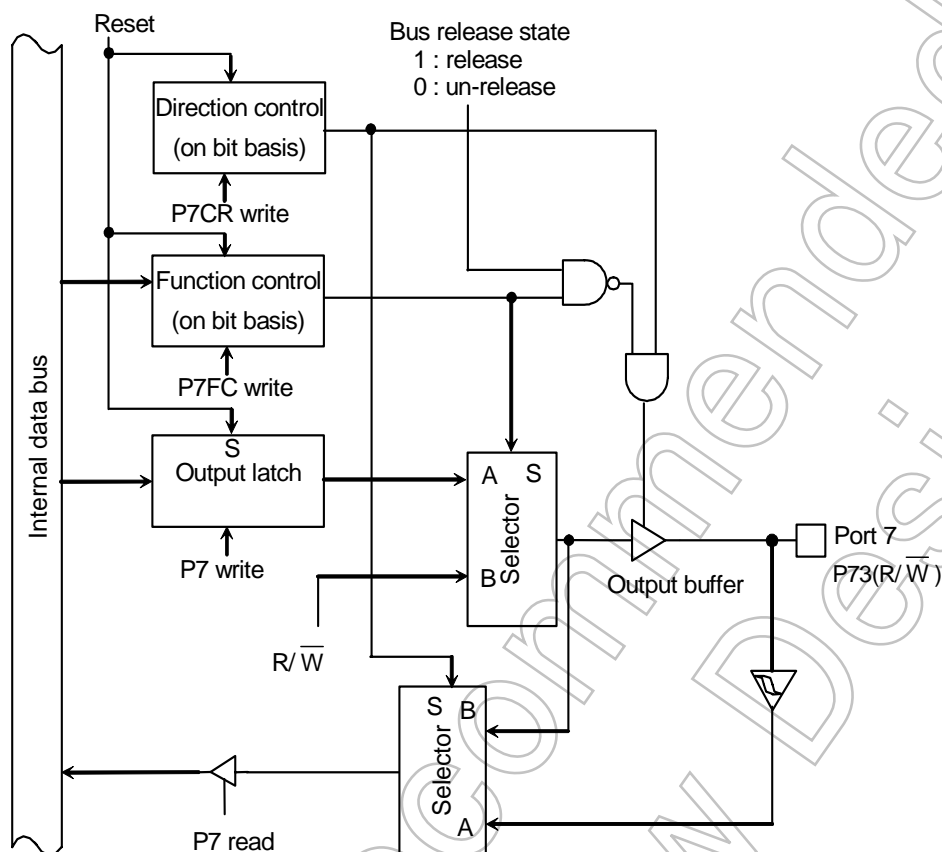 Reset
Bus release state
1 : release
0 : un-release
Direction control
(on bit basis)
P7CR write
Function control
(on bit basis)
P7FC write
Internal data bus
S
Output latch
P7 write
A S
Selector
B
R/W̅
Output buffer
Port 7
P73(R/W̅)
S B
Selector
A
P7 read
commended
w Desi